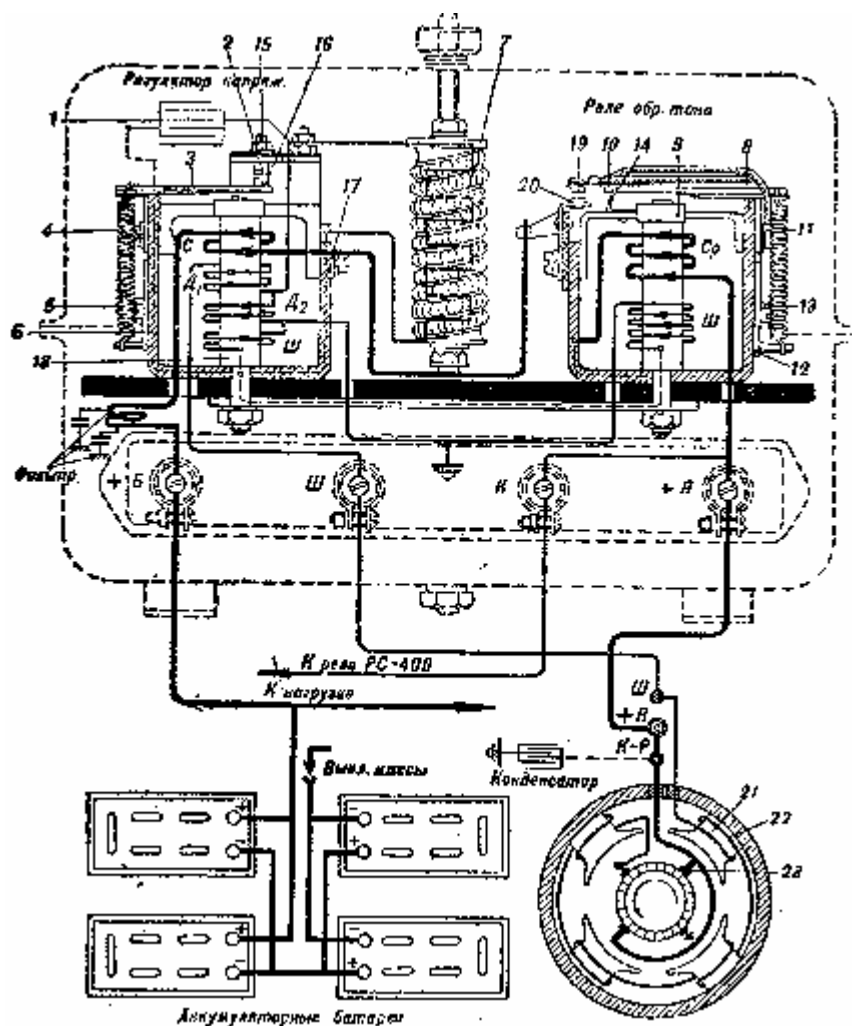 2 15 16 7
Регулятор напряж.
Реле обр. тока
1
19 10 14 9 8
3
20
17
4
С
Ср
11
Д₁
Д₂
5
13
6
Ш
Ш
18
12
Фильтр.
+ Б Ш К + Я
К реле РС-400
К нагрузке
Ш
+ Я
К-Р
Выкл. массы
Конденсатор
21
22
23
+ −
− +
+ −
− +
Аккумуляторные батареи